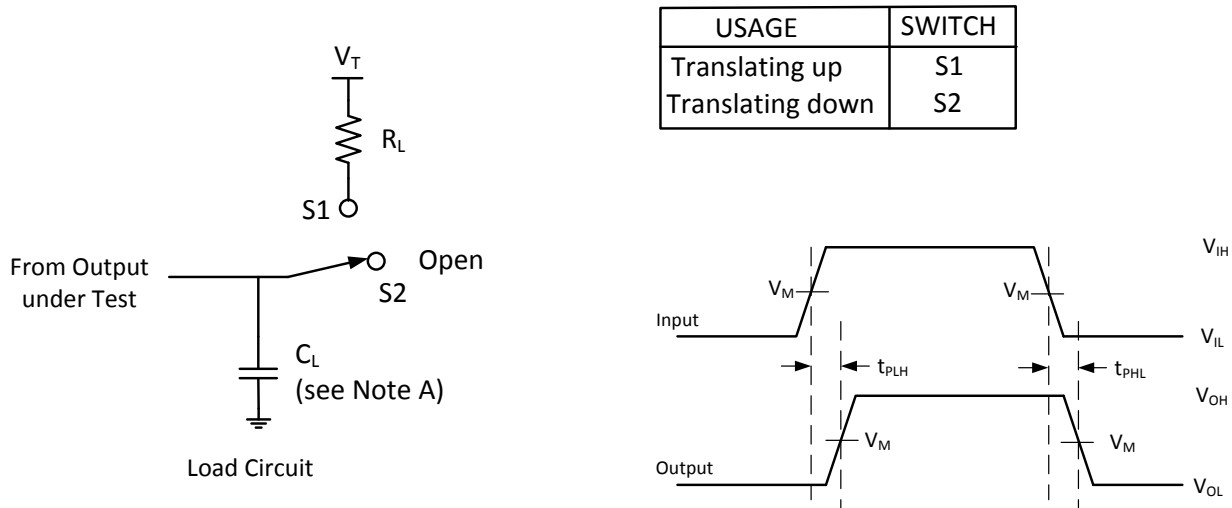 V_T
R_L
S1
From Output
under Test
Open
S2
C_L
(see Note A)
Load Circuit
USAGE SWITCH
Translating up S1
Translating down S2
V_IH
V_M V_M
Input
V_IL
t_PLH t_PHL
V_OH
V_M V_M
Output
V_OL